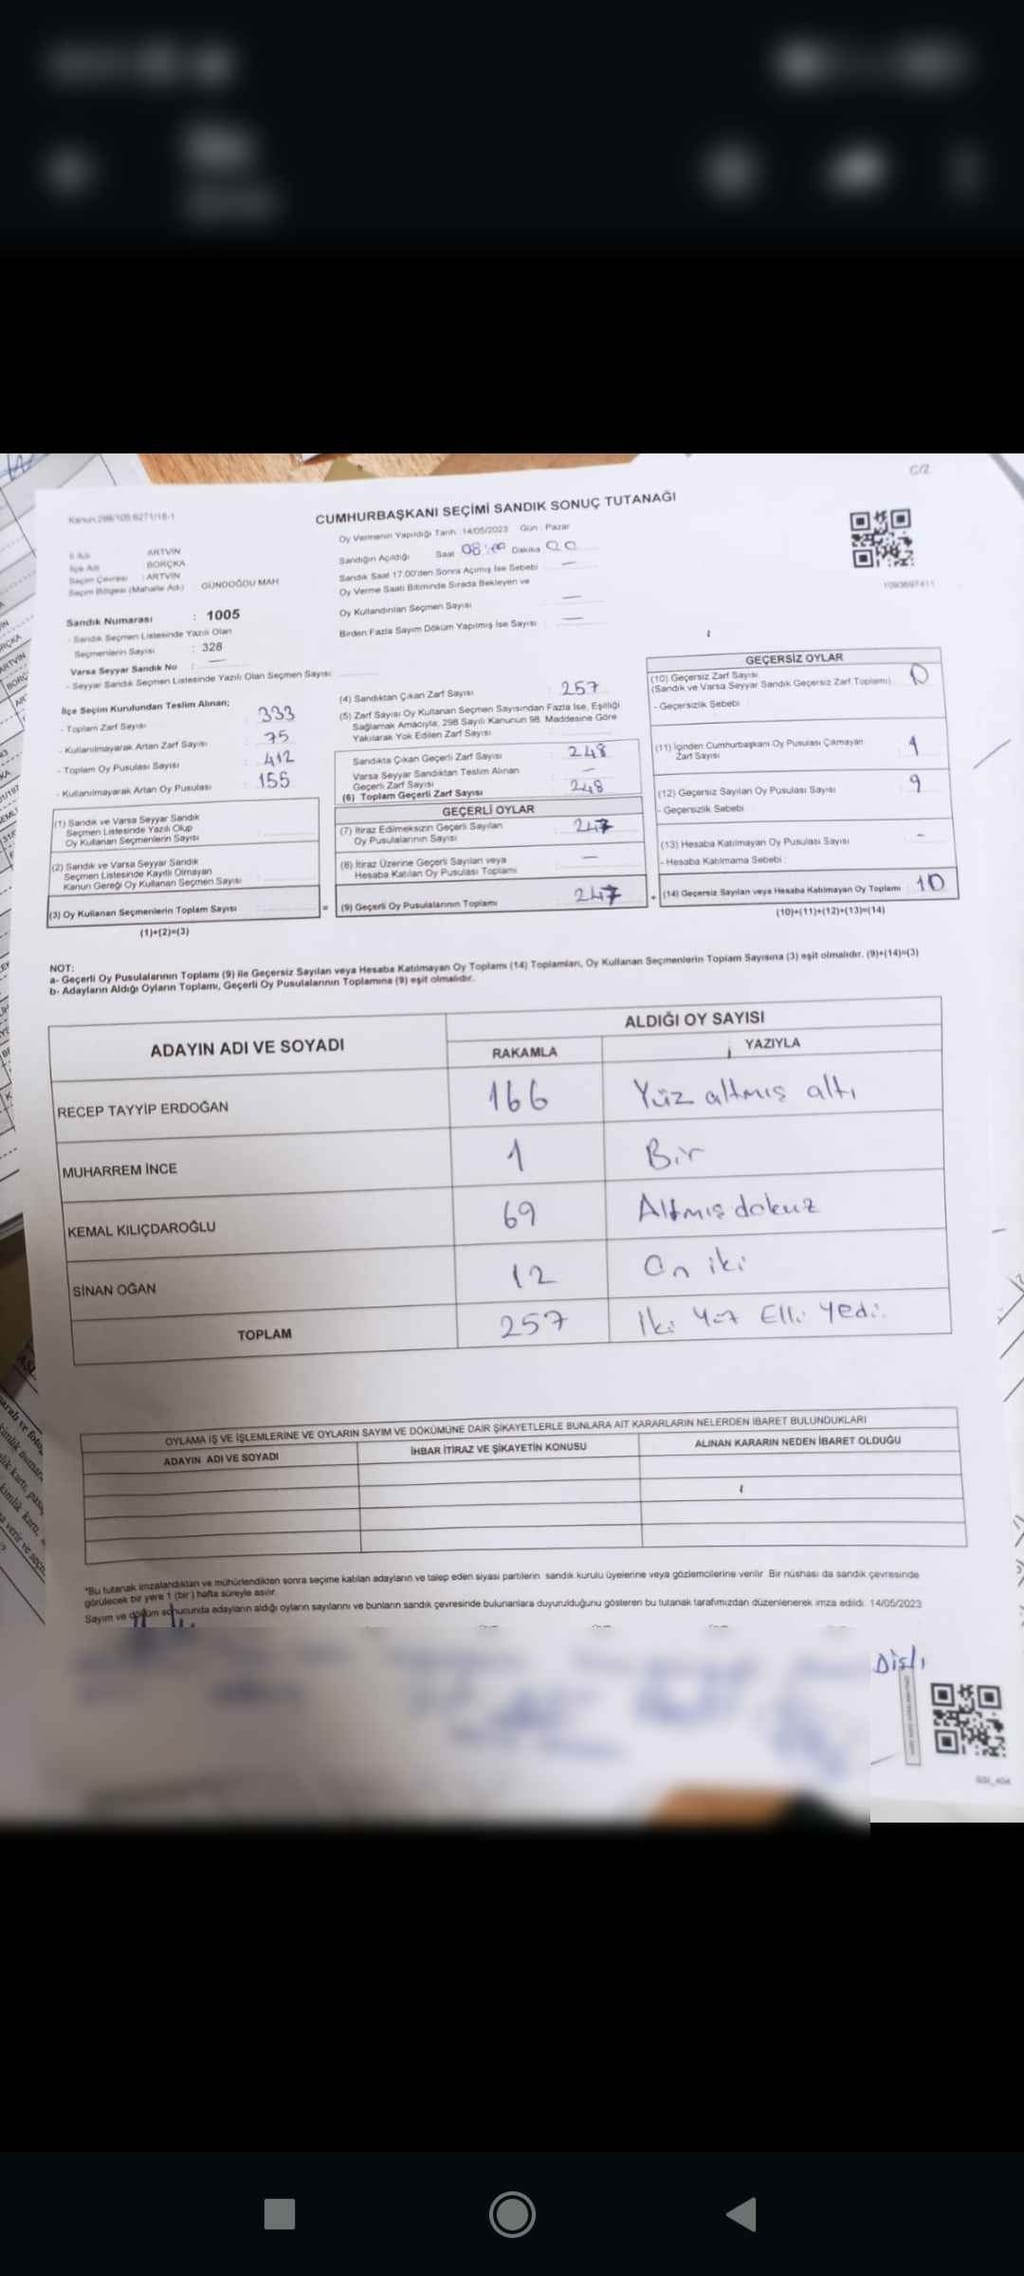 C/2
CUMHURBAŞKANI SEÇİMİ SANDIK SONUÇ TUTANAĞI
Oy Vermenin Yapıldığı Tarih : 14/05/2023 Gün : Pazar
İl Adı : ARTVİN
İlçe Adı : BORÇKA
Seçim Çevresi : ARTVİN
Seçim Bölgesi (Mahalle Adı) : GÜNDOĞDU MAH
Sandığın Açıldığı Saat 08:00 Dakika 00
Sandık Saat 17:00'den Sonra Açılmış İse Sebebi —
Oy Verme Saati Bitiminde Sırada Bekleyen ve
Oy Kullandırılan Seçmen Sayısı —
Birden Fazla Sayım Döküm Yapılmış İse Sayısı —
1093697411
Sandık Numarası : 1005
- Sandık Seçmen Listesinde Yazılı Olan
Seçmenlerin Sayısı : 328
Varsa Seyyar Sandık No : —
- Seyyar Sandık Seçmen Listesinde Yazılı Olan Seçmen Sayısı
İlçe Seçim Kurulundan Teslim Alınan;
- Toplam Zarf Sayısı : 333
- Kullanılmayarak Artan Zarf Sayısı : 75
- Toplam Oy Pusulası Sayısı : 412
- Kullanılmayarak Artan Oy Pusulası : 155
(1) Sandık ve Varsa Seyyar Sandık
Seçmen Listesinde Yazılı Olup
Oy Kullanan Seçmenlerin Sayısı
(2) Sandık ve Varsa Seyyar Sandık
Seçmen Listesinde Kayıtlı Olmayan
Kanun Gereği Oy Kullanan Seçmen Sayısı
(3) Oy Kullanan Seçmenlerin Toplam Sayısı
(1)+(2)=(3)
(4) Sandıktan Çıkan Zarf Sayısı 257
(5) Zarf Sayısı Oy Kullanan Seçmen Sayısından Fazla İse, Eşitliği
Sağlamak Amacıyla, 298 Sayılı Kanunun 98. Maddesine Göre
Yakılarak Yok Edilen Zarf Sayısı
Sandıkta Çıkan Geçerli Zarf Sayısı 248
Varsa Seyyar Sandıktan Teslim Alınan
Geçerli Zarf Sayısı —
(6) Toplam Geçerli Zarf Sayısı 248
GEÇERLİ OYLAR
(7) İtiraz Edilmeksizin Geçerli Sayılan
Oy Pusulalarının Sayısı 247
(8) İtiraz Üzerine Geçerli Sayılan veya
Hesaba Katılan Oy Pusulası Toplamı —
= (9) Geçerli Oy Pusulalarının Toplamı 247
GEÇERSİZ OYLAR
(10) Geçersiz Zarf Sayısı 0
(Sandık ve Varsa Seyyar Sandık Geçersiz Zarf Toplamı)
- Geçersizlik Sebebi
(11) İçinden Cumhurbaşkanı Oy Pusulası Çıkmayan 1
Zarf Sayısı
(12) Geçersiz Sayılan Oy Pusulası Sayısı 9
- Geçersizlik Sebebi
(13) Hesaba Katılmayan Oy Pusulası Sayısı -
- Hesaba Katılmama Sebebi :
+ (14) Geçersiz Sayılan veya Hesaba Katılmayan Oy Toplamı 10
(10)+(11)+(12)+(13)=(14)
NOT:
a- Geçerli Oy Pusulalarının Toplamı (9) ile Geçersiz Sayılan veya Hesaba Katılmayan Oy Toplamı (14) Toplamları, Oy Kullanan Seçmenlerin Toplam Sayısına (3) eşit olmalıdır. (9)+(14)=(3)
b- Adayların Aldığı Oyların Toplamı, Geçerli Oy Pusulalarının Toplamına (9) eşit olmalıdır.
ADAYIN ADI VE SOYADI
ALDIĞI OY SAYISI
RAKAMLA YAZIYLA
RECEP TAYYİP ERDOĞAN 166 Yüz altmış altı
MUHARREM İNCE 1 Bir
KEMAL KILIÇDAROĞLU 69 Altmış dokuz
SİNAN OĞAN 12 On iki
TOPLAM 257 İki Yüz Elli Yedi
OYLAMA İŞ VE İŞLEMLERİNE VE OYLARIN SAYIM VE DÖKÜMÜNE DAİR ŞİKAYETLERLE BUNLARA AİT KARARLARIN NELERDEN İBARET BULUNDUKLARI
ADAYIN ADI VE SOYADI İHBAR İTİRAZ VE ŞİKAYETİN KONUSU ALINAN KARARIN NEDEN İBARET OLDUĞU
*Bu tutanak imzalandıktan ve mühürlendikten sonra seçime katılan adayların ve talep eden siyasi partilerin sandık kurulu üyelerine veya gözlemcilerine verilir. Bir nüshası da sandık çevresinde
görülecek bir yere 1 (bir) hafta süreyle asılır.
Sayım ve döküm sonucunda adayların aldığı oyların sayılarını ve bunların sandık çevresinde bulunanlara duyurulduğunu gösteren bu tutanak tarafımızdan düzenlenerek imza edildi. 14/05/2023
Dişli